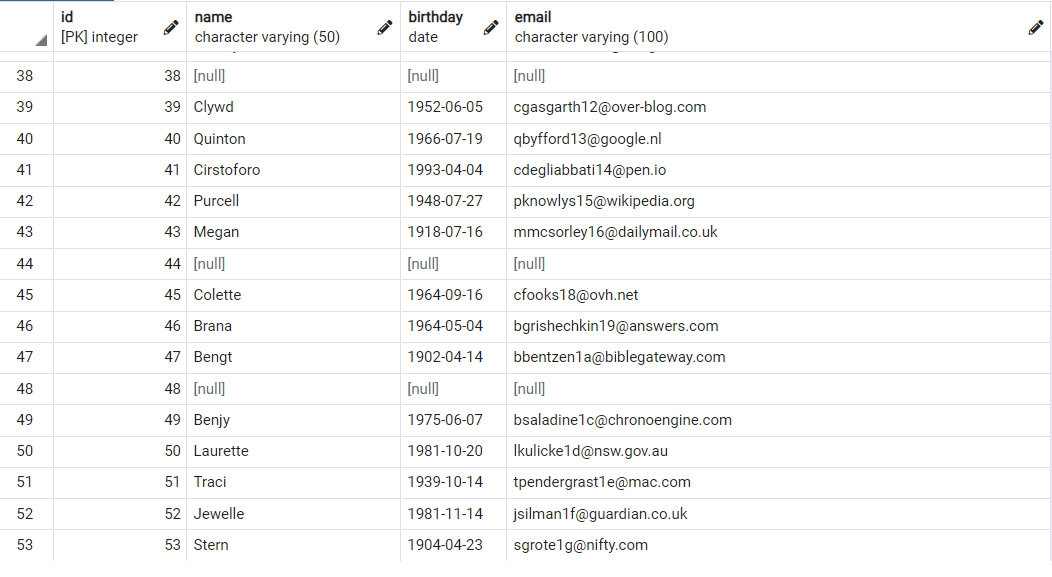 id name birthday email
[PK] integer character varying (50) date character varying (100)
38 38 [null] [null] [null]
39 39 Clywd 1952-06-05 cgasgarth12@over-blog.com
40 40 Quinton 1966-07-19 qbyfford13@google.nl
41 41 Cirstoforo 1993-04-04 cdegliabbati14@pen.io
42 42 Purcell 1948-07-27 pknowlys15@wikipedia.org
43 43 Megan 1918-07-16 mmcsorley16@dailymail.co.uk
44 44 [null] [null] [null]
45 45 Colette 1964-09-16 cfooks18@ovh.net
46 46 Brana 1964-05-04 bgrishechkin19@answers.com
47 47 Bengt 1902-04-14 bbentzen1a@biblegateway.com
48 48 [null] [null] [null]
49 49 Benjy 1975-06-07 bsaladine1c@chronoengine.com
50 50 Laurette 1981-10-20 lkulicke1d@nsw.gov.au
51 51 Traci 1939-10-14 tpendergrast1e@mac.com
52 52 Jewelle 1981-11-14 jsilman1f@guardian.co.uk
53 53 Stern 1904-04-23 sgrote1g@nifty.com